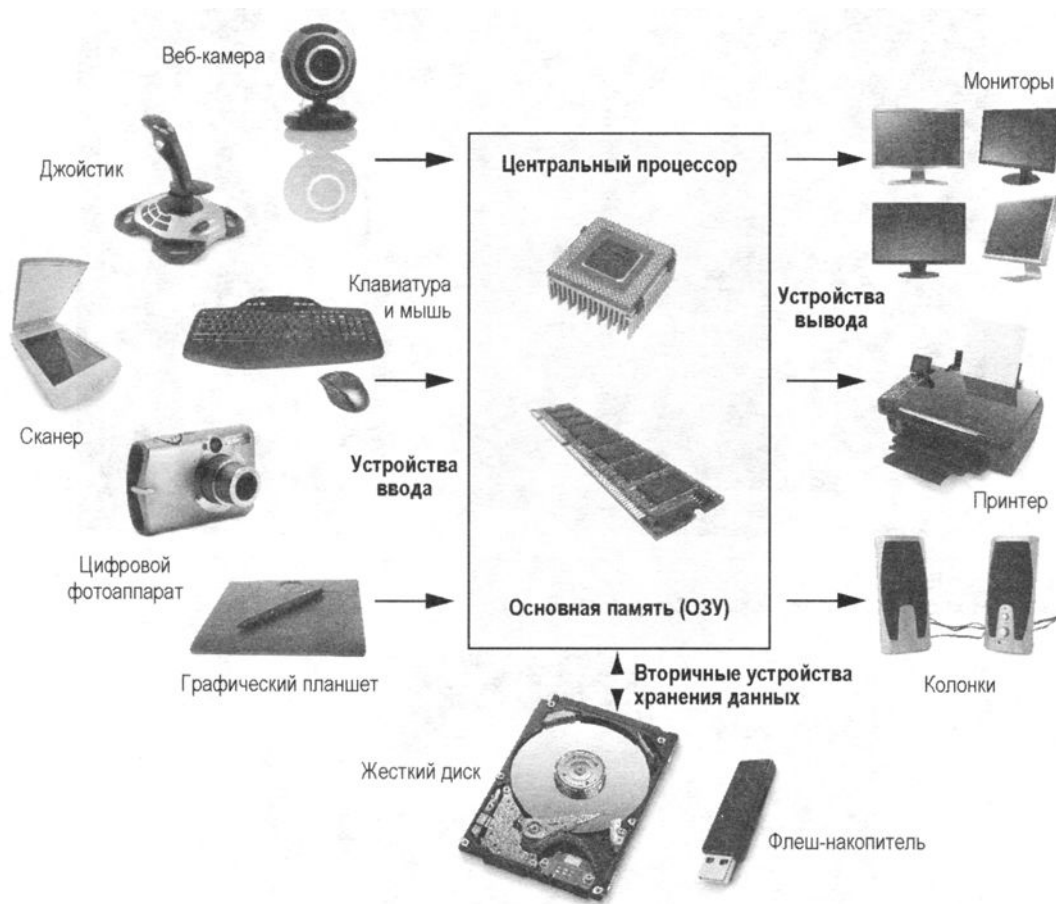 Веб-камера
Мониторы
Джойстик
Центральный процессор
Клавиатура
и мышь
Устройства
вывода
Сканер
Устройства
ввода
Принтер
Цифровой
фотоаппарат
Основная память (ОЗУ)
Графический планшет
Вторичные устройства
хранения данных
Колонки
Жесткий диск
Флеш-накопитель